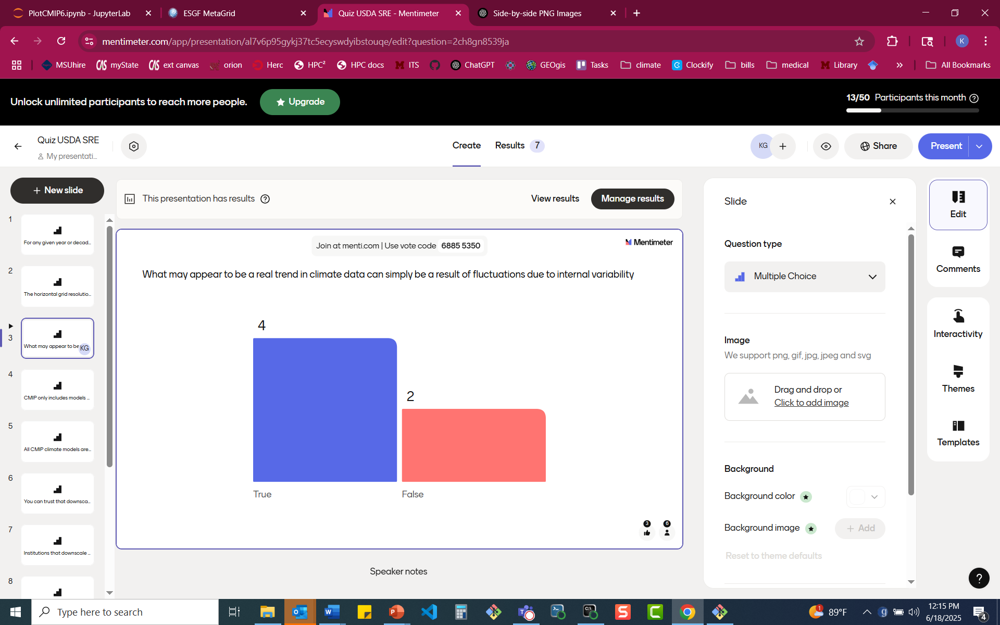 PlotCMIP6.ipynb - JupyterLab
ESGF MetaGrid
Quiz USDA SRE - Mentimeter
Side-by-side PNG Images
mentimeter.com/app/presentation/al7v6p95gykj37tc5ecyswdyibstouqe/edit?question=2ch8gn8539ja
K
MSUhire
myState
ext canvas
orion
Herc
HPC²
HPC docs
ITS
ChatGPT
GEOgis
Tasks
climate
Clockify
bills
medical
Library
All Bookmarks
Unlock unlimited participants to reach more people.
Upgrade
13/50 Participants this month
Quiz USDA SRE
My presentati...
Create
Results 7
KG
Share
Present
New slide
This presentation has results
View results
Manage results
1
For any given year or decad...
2
The horizontal grid resolutio...
3
What may appear to be
KG
4
CMIP only includes models ...
5
All CMIP climate models are...
6
You can trust that downsca...
7
Institutions that downscale ...
8
Join at menti.com | Use vote code 6885 5350
Mentimeter
What may appear to be a real trend in climate data can simply be a result of fluctuations due to internal variability
4
2
True
False
3
6
Speaker notes
Slide
Question type
Multiple Choice
Image
We support png, gif, jpg, jpeg and svg
Drag and drop or
Click to add image
Background
Background color
Background image
+ Add
Reset to theme defaults
Edit
Comments
Interactivity
Themes
Templates
?
Type here to search
89°F
12:15 PM
6/18/2025
4